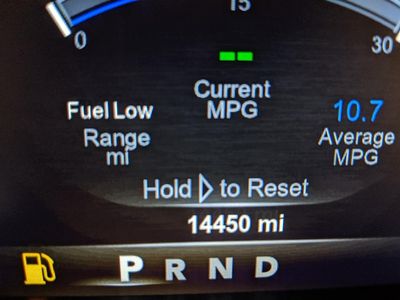 15
0
30
--
Current
MPG
Fuel Low
Range
mi
10.7
Average
MPG
Hold ▷ to Reset
14450 mi
P R N D